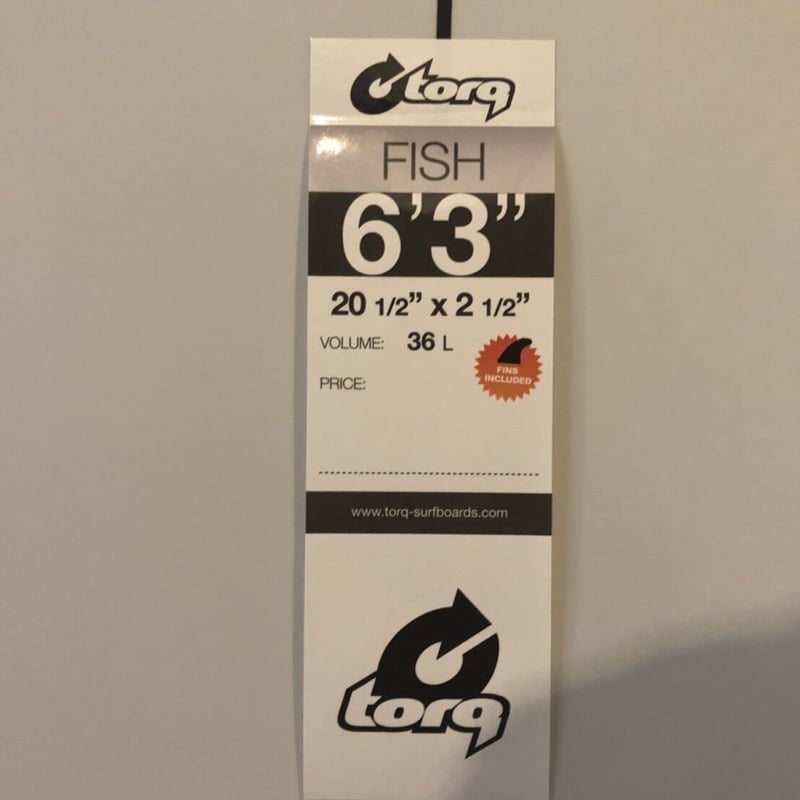 torq
FISH
6’3”
20 1/2” x 2 1/2”
VOLUME: 36 L
FINS
INCLUDED
PRICE:
www.torq-surfboards.com
torq